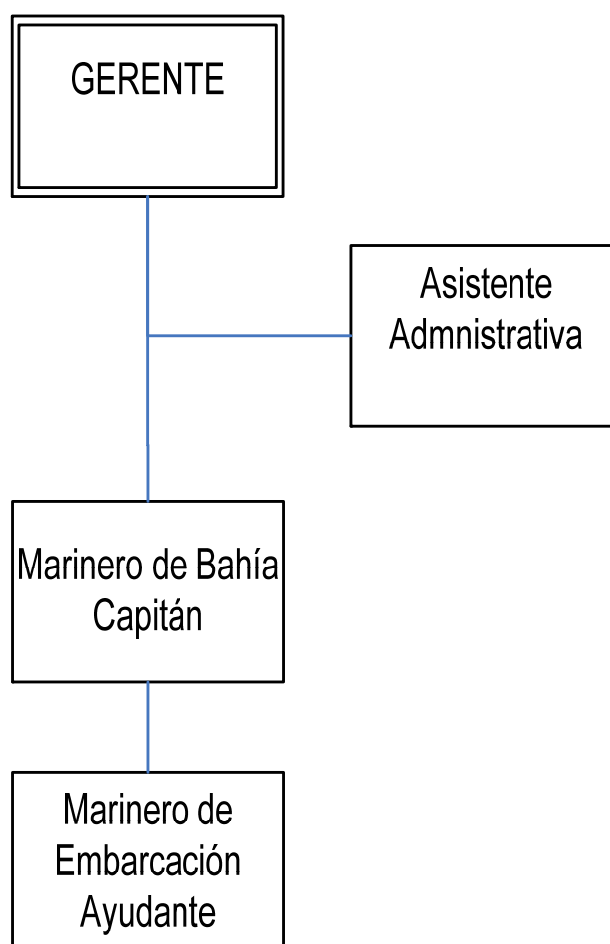 GERENTE
Asistente
Admnistrativa
Marinero de Bahía
Capitán
Marinero de
Embarcación
Ayudante